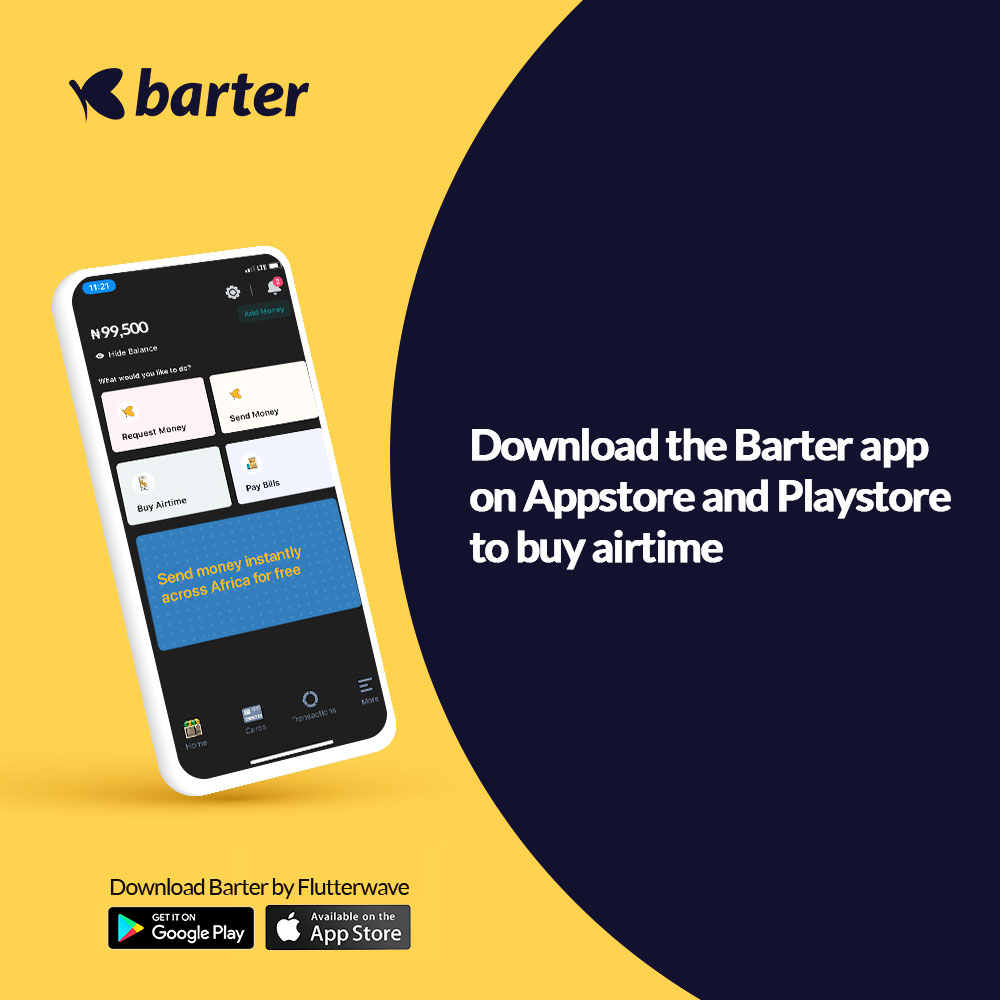 barter
11:21
LTE
2
₦99,500
Add Money
Hide Balance
What would you like to do?
Request Money
Send Money
Buy Airtime
Pay Bills
Send money instantly
across Africa for free
Home
Cards
Transactions
More
Download the Barter app
on Appstore and Playstore
to buy airtime
Download Barter by Flutterwave
GET IT ON
Google Play
Available on the
App Store